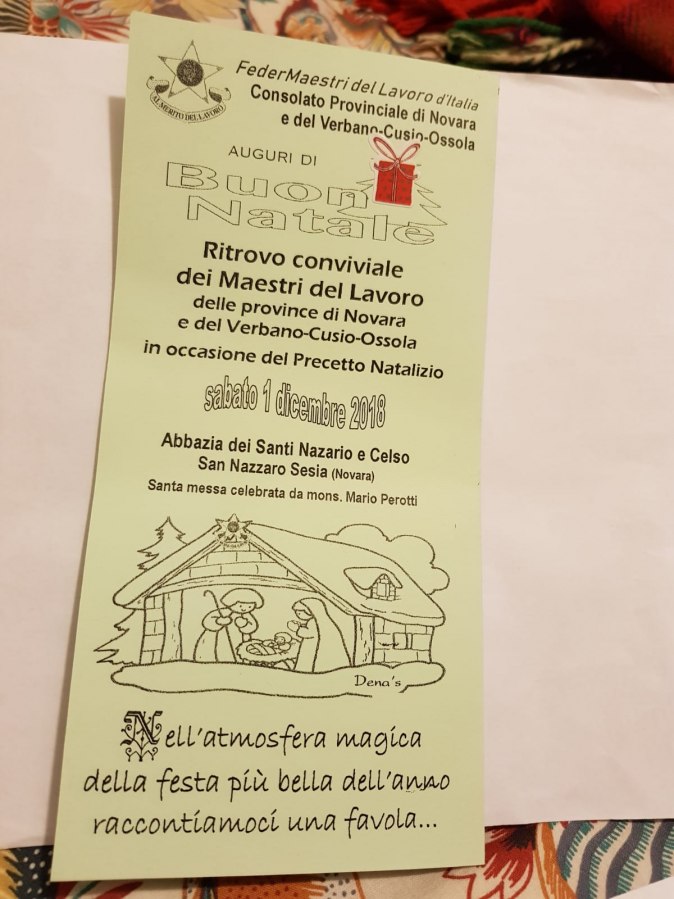 AL MERITO DEL LAVORO
FederMaestri del Lavoro d'Italia
Consolato Provinciale di Novara
e del Verbano-Cusio-Ossola
AUGURI DI
Buon
Natale
Ritrovo conviviale
dei Maestri del Lavoro
delle province di Novara
e del Verbano-Cusio-Ossola
in occasione del Precetto Natalizio
sabato 1 dicembre 2018
Abbazia dei Santi Nazario e Celso
San Nazzaro Sesia (Novara)
Santa messa celebrata da mons. Mario Perotti
Dena's
Nell'atmosfera magica
della festa più bella dell'anno
raccontiamoci una favola...